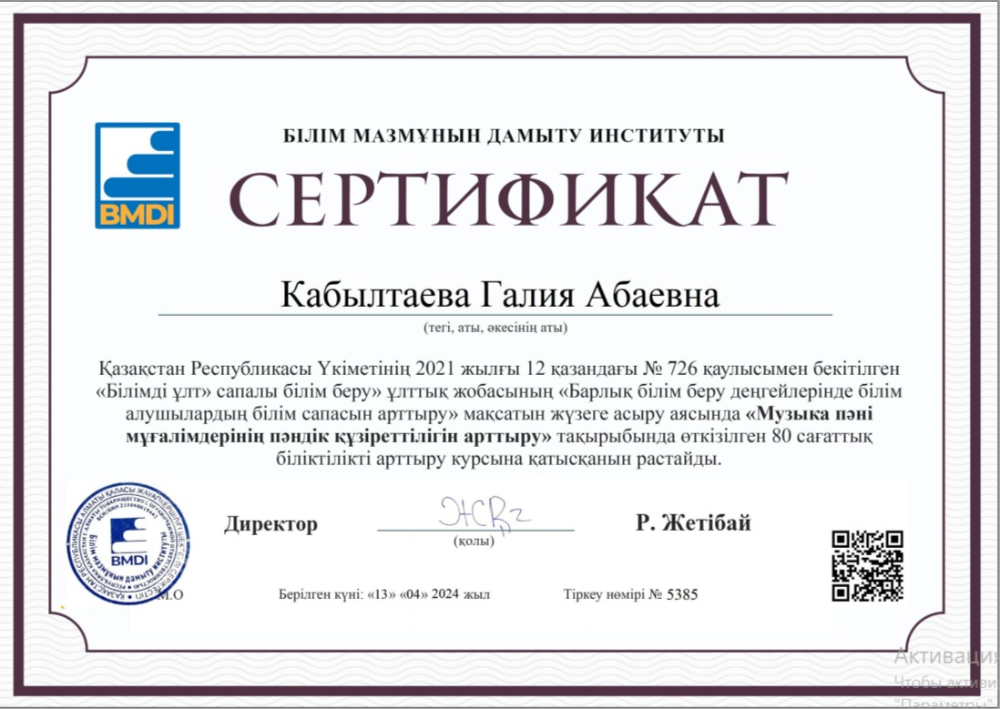 БІЛІМ МАЗМҰНЫН ДАМЫТУ ИНСТИТУТЫ
BMDI
СЕРТИФИКАТ
Кабылтаева Галия Абаевна
(тегі, аты, әкесінің аты)
Қазақстан Республикасы Үкіметінің 2021 жылғы 12 қазандағы № 726 қаулысымен бекітілген
«Білімді ұлт» сапалы білім беру» ұлттық жобасының «Барлық білім беру деңгейлерінде білім
алушылардың білім сапасын арттыру» мақсатын жүзеге асыру аясында «Музыка пәні
мұғалімдерінің пәндік құзіреттілігін арттыру» тақырыбында өткізілген 80 сағаттық
біліктілікті арттыру курсына қатысканын растайды.
BMDI
Білім мазмұнын дамыту институты
Директор
(қолы)
Р. Жетібай
М.О
Берілген күні: «13» «04» 2024 жыл
Тіркеу нөмірі № 5385
Активация
Чтобы активи
"Параметры"